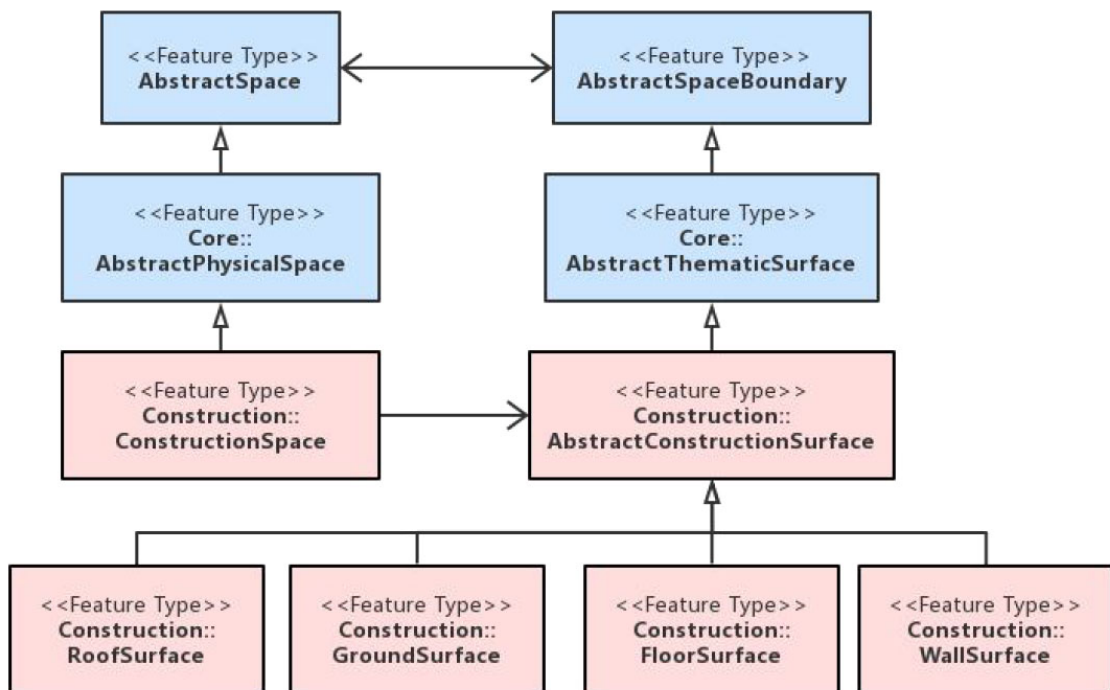 <<Feature Type>>
AbstractSpace
<<Feature Type>>
AbstractSpaceBoundary
<<Feature Type>>
Core::
AbstractPhysicalSpace
<<Feature Type>>
Core::
AbstractThematicSurface
<<Feature Type>>
Construction::
ConstructionSpace
<<Feature Type>>
Construction::
AbstractConstructionSurface
<<Feature Type>>
Construction::
RoofSurface
<<Feature Type>>
Construction::
GroundSurface
<<Feature Type>>
Construction::
FloorSurface
<<Feature Type>>
Construction::
WallSurface